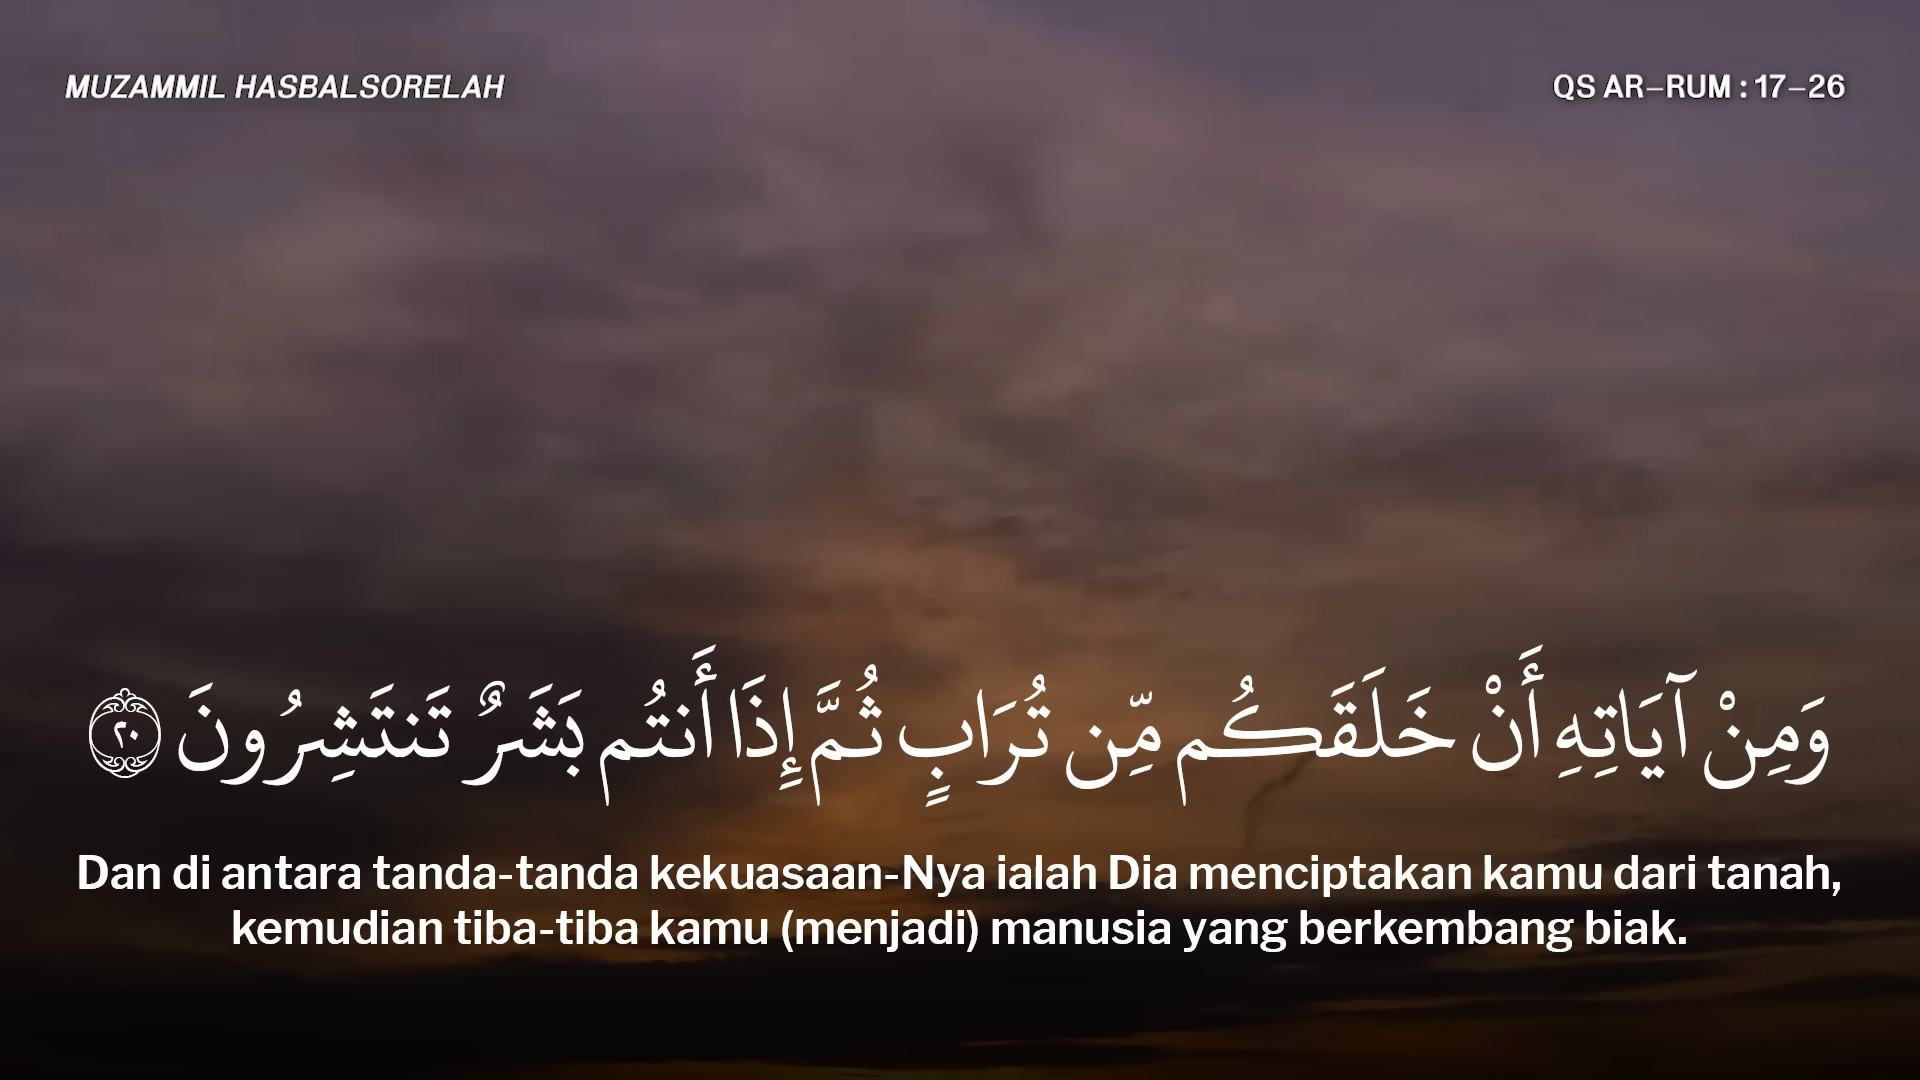 MUZAMMIL HASBALSORELAH
QS AR–RUM : 17–26
وَمِنْ آيَاتِهِ أَنْ خَلَقَكُم مِّن تُرَابٍ ثُمَّ إِذَا أَنتُم بَشَرٌ تَنتَشِرُونَ ٢٠
Dan di antara tanda-tanda kekuasaan-Nya ialah Dia menciptakan kamu dari tanah,
kemudian tiba-tiba kamu (menjadi) manusia yang berkembang biak.